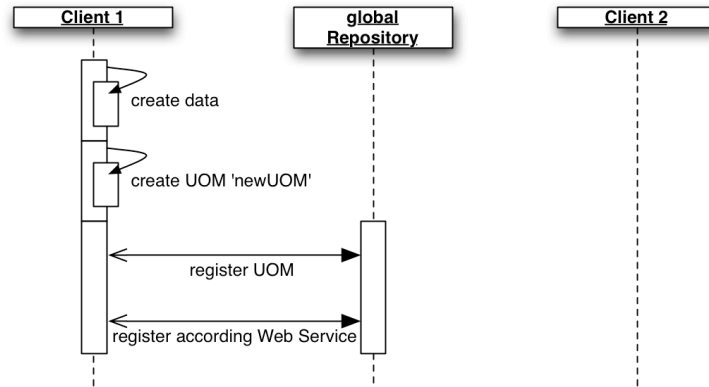 Client 1
global
Repository
Client 2
create data
create UOM 'newUOM'
register UOM
register according Web Service